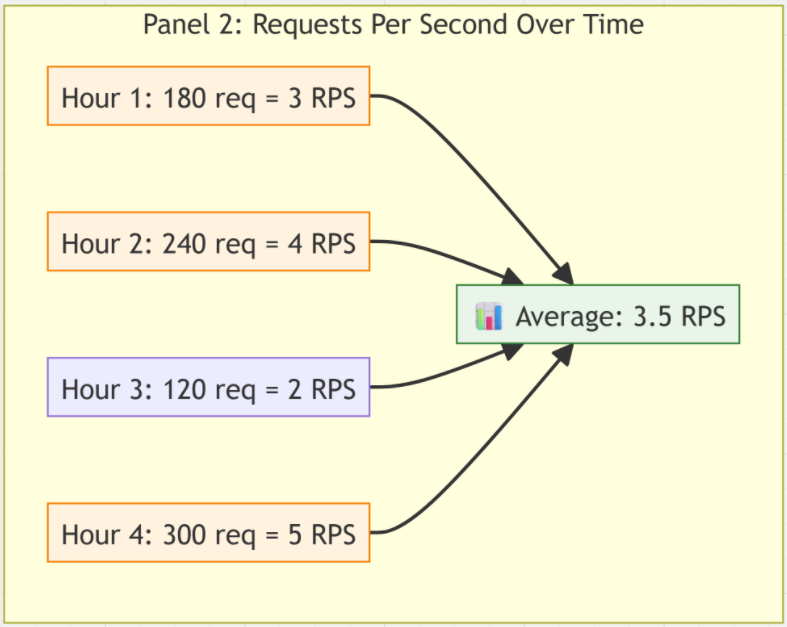 Panel 2: Requests Per Second Over Time
Hour 1: 180 req = 3 RPS
Hour 2: 240 req = 4 RPS
Average: 3.5 RPS
Hour 3: 120 req = 2 RPS
Hour 4: 300 req = 5 RPS